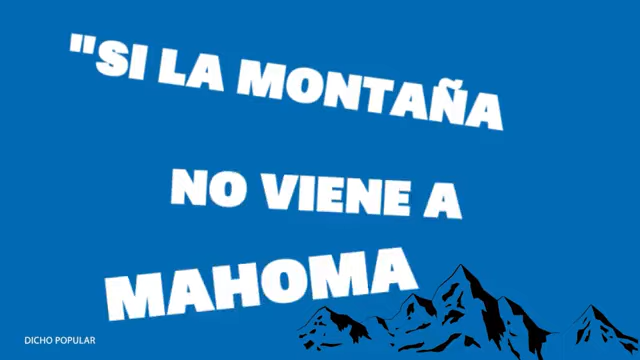 "SI LA MONTAÑA
NO VIENE A
MAHOMA
DICHO POPULAR